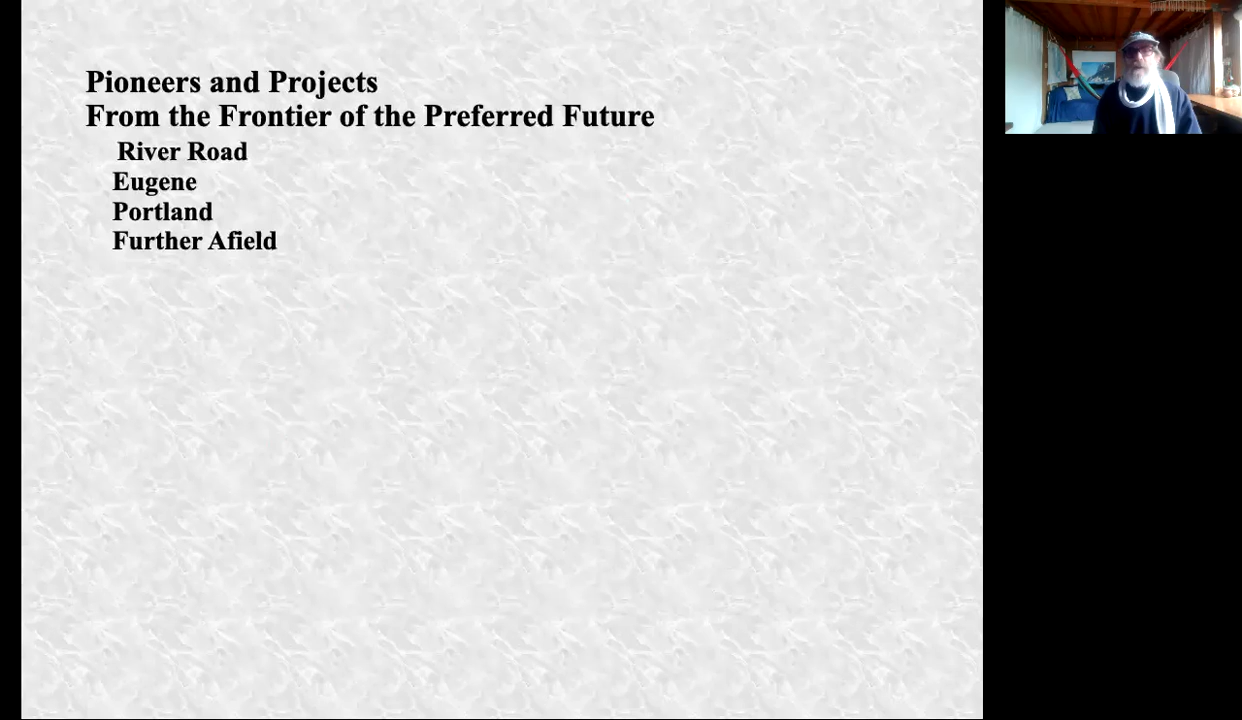 Pioneers and Projects
From the Frontier of the Preferred Future
River Road
Eugene
Portland
Further Afield